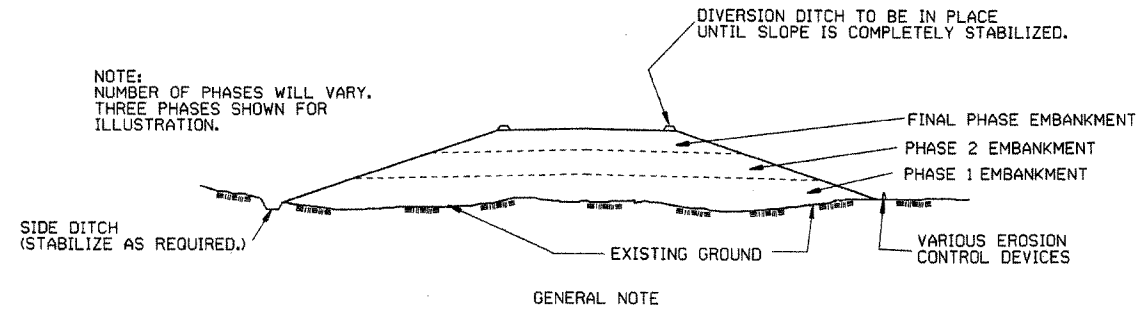 DIVERSION DITCH TO BE IN PLACE
UNTIL SLOPE IS COMPLETELY STABILIZED.
NOTE:
NUMBER OF PHASES WILL VARY.
THREE PHASES SHOWN FOR
ILLUSTRATION.
FINAL PHASE EMBANKMENT
PHASE 2 EMBANKMENT
PHASE 1 EMBANKMENT
SIDE DITCH
(STABILIZE AS REQUIRED.)
EXISTING GROUND
VARIOUS EROSION
CONTROL DEVICES
GENERAL NOTE